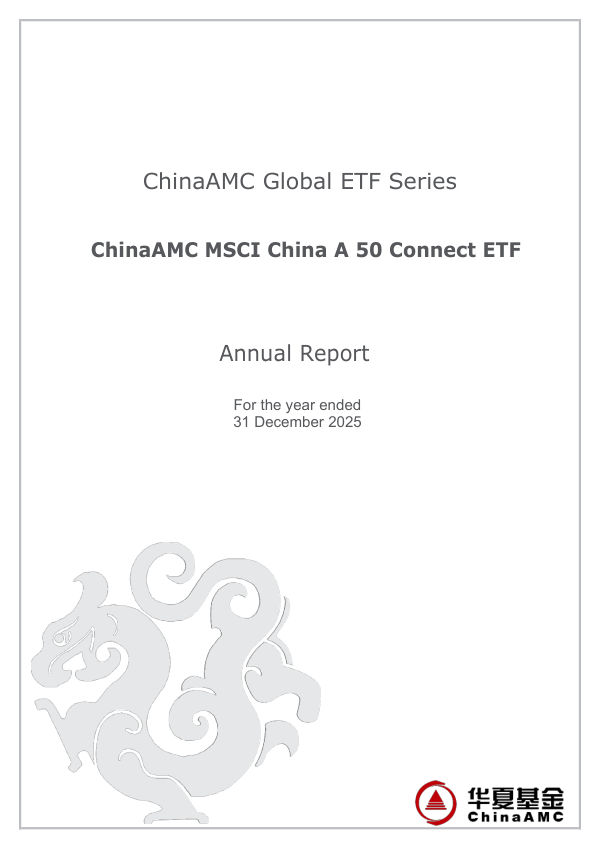 ChinaAMC Global ETF Series
ChinaAMC MSCI China A 50 Connect ETF
Annual Report
For the year ended
31 December 2025
华夏基金
ChinaAMC